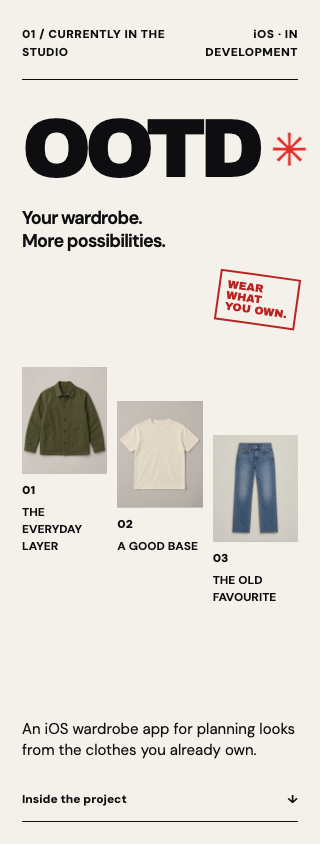 01 / CURRENTLY IN THE
STUDIO
iOS · IN
DEVELOPMENT
OOTD
Your wardrobe.
More possibilities.
WEAR
WHAT
YOU OWN.
01
THE
EVERYDAY
LAYER
02
A GOOD BASE
03
THE OLD
FAVOURITE
An iOS wardrobe app for planning looks
from the clothes you already own.
Inside the project ↓